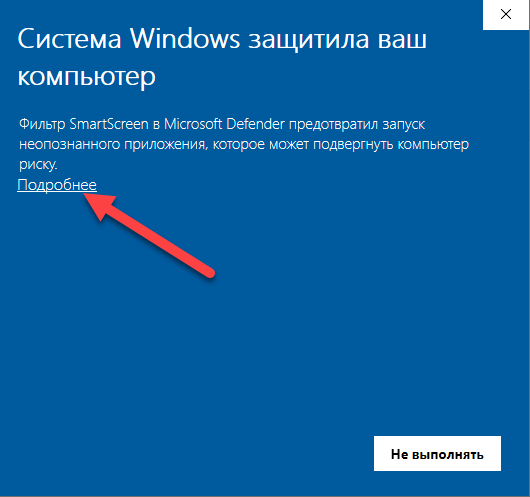 Система Windows защитила ваш
компьютер
Фильтр SmartScreen в Microsoft Defender предотвратил запуск
неопознанного приложения, которое может подвергнуть компьютер
риску.
Подробнее
Не выполнять